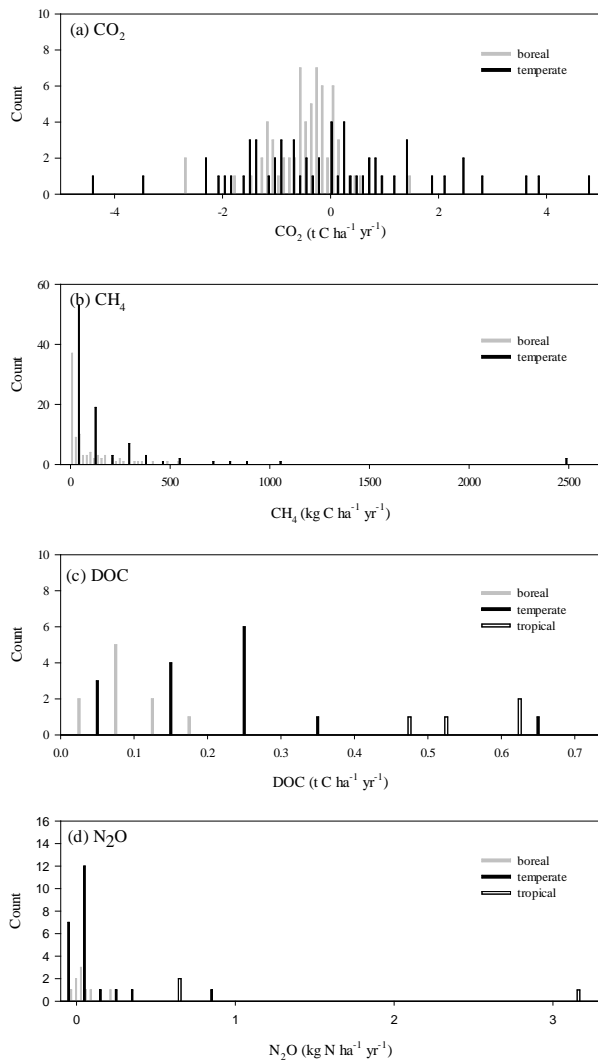 (a) CO₂
10
8
6
4
2
0
Count
boreal
temperate
-4 -2 0 2 4
CO₂ (t C ha⁻¹ yr⁻¹)
(b) CH₄
60
40
20
0
Count
boreal
temperate
0 500 1000 1500 2000 2500
CH₄ (kg C ha⁻¹ yr⁻¹)
(c) DOC
10
8
6
4
2
0
Count
boreal
temperate
tropical
0.0 0.1 0.2 0.3 0.4 0.5 0.6 0.7
DOC (t C ha⁻¹ yr⁻¹)
(d) N₂O
16
14
12
10
8
6
4
2
0
Count
boreal
temperate
tropical
0 1 2 3
N₂O (kg N ha⁻¹ yr⁻¹)